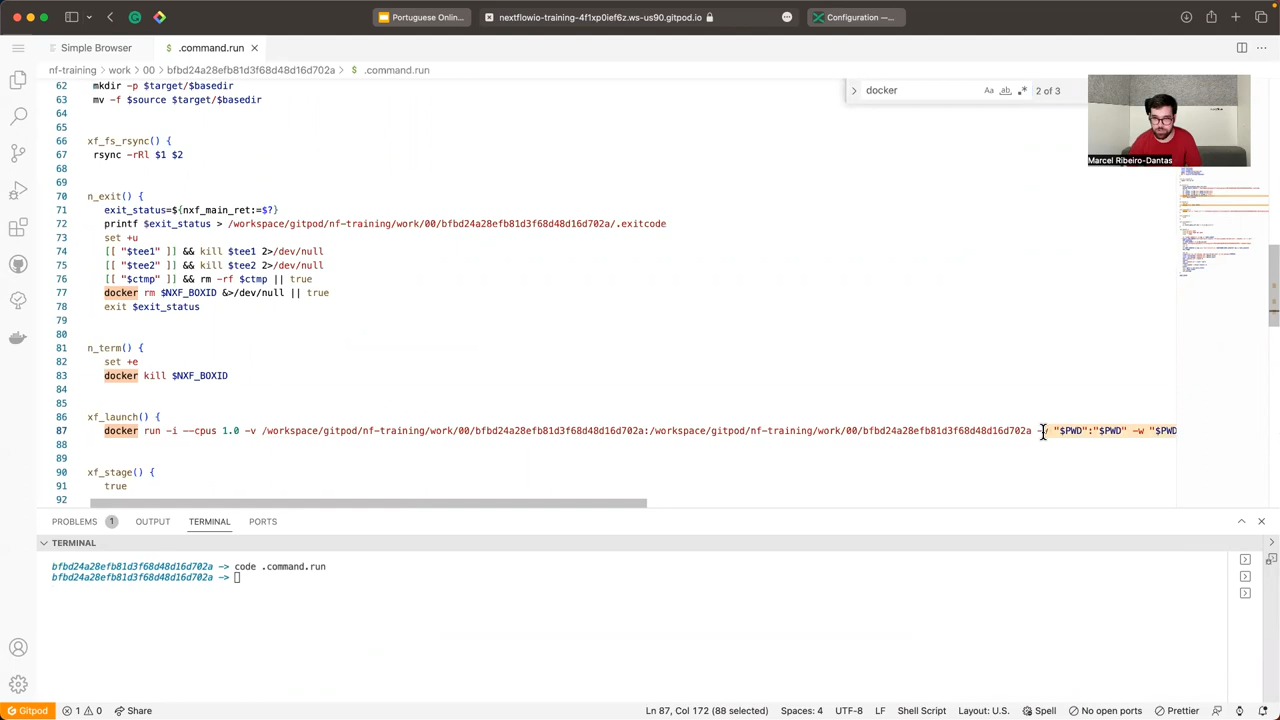 Portuguese Onlin...
nextflowio-training-4f1xp0ief6z.ws-us90.gitpod.io
Configuration —...
Simple Browser
$ .command.run
nf-training > work > 00 > bfbd24a28efb81d3f68d48d16d702a > $ .command.run
docker
Aa ab 2 of 3
62 mkdir -p $target/$basedir
63 mv -f $source $target/$basedir
64
65
66 xf_fs_rsync() {
67 rsync -rRl $1 $2
68
69
70 n_exit() {
71 exit_status=${nxf_main_ret:=$?}
72 printf $exit_status > /workspace/gitpod/nf-training/work/00/bfbd24a28efb81d3f68d48d16d702a/.exitcode
73 set +u
74 [[ "$tee1" ]] && kill $tee1 2>/dev/null
75 [[ "$tee2" ]] && kill $tee2 2>/dev/null
76 [[ "$ctmp" ]] && rm -rf $ctmp || true
77 docker rm $NXF_BOXID &>/dev/null || true
78 exit $exit_status
79
80
81 n_term() {
82 set +e
83 docker kill $NXF_BOXID
84
85
86 xf_launch() {
87 docker run -i --cpus 1.0 -v /workspace/gitpod/nf-training/work/00/bfbd24a28efb81d3f68d48d16d702a:/workspace/gitpod/nf-training/work/00/bfbd24a28efb81d3f68d48d16d702a -v "$PWD":"$PWD" -w "$PWD
88
89
90 xf_stage() {
91 true
92
Marcel Ribeiro-Dantas
PROBLEMS 1 OUTPUT TERMINAL PORTS
TERMINAL
bfbd24a28efb81d3f68d48d16d702a -> code .command.run
bfbd24a28efb81d3f68d48d16d702a ->
Gitpod 1 0 Share Ln 87, Col 172 (88 selected) Spaces: 4 UTF-8 LF Shell Script Layout: U.S. Spell No open ports Prettier